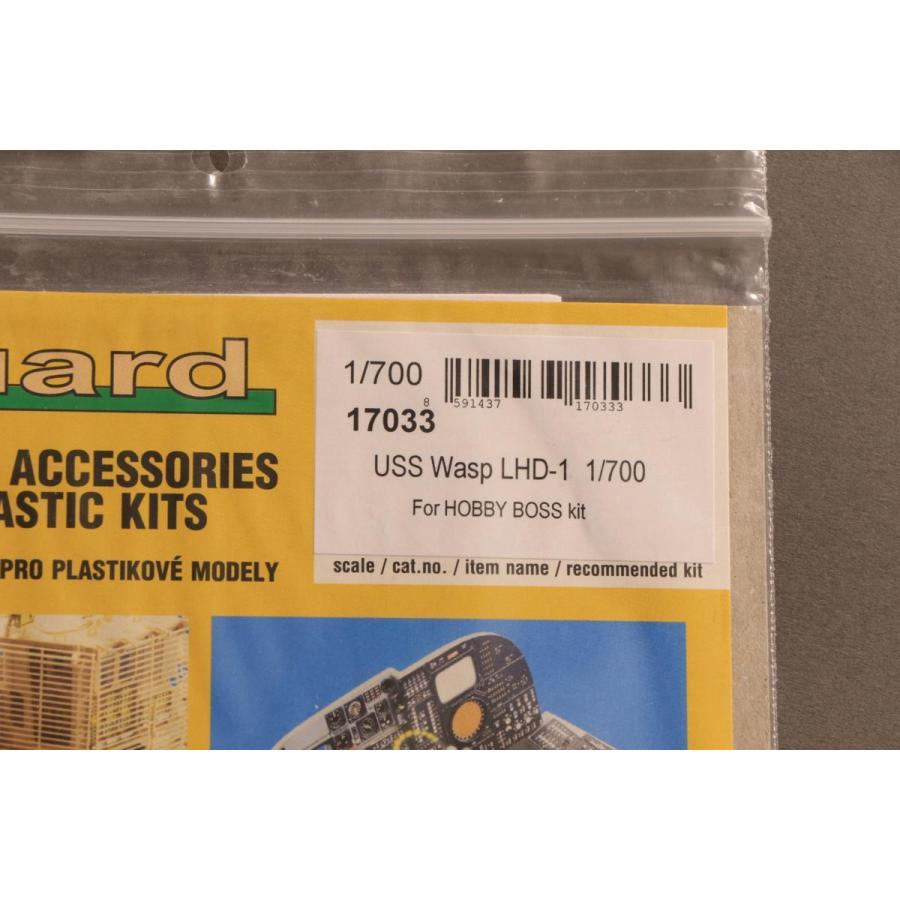 uard
ACCESSORIES
ASTIC KITS
PRO PLASTIKOVÉ MODELY
1/700
8 591437 170333
17033
USS Wasp LHD-1 1/700
For HOBBY BOSS kit
scale / cat.no. / item name / recommended kit